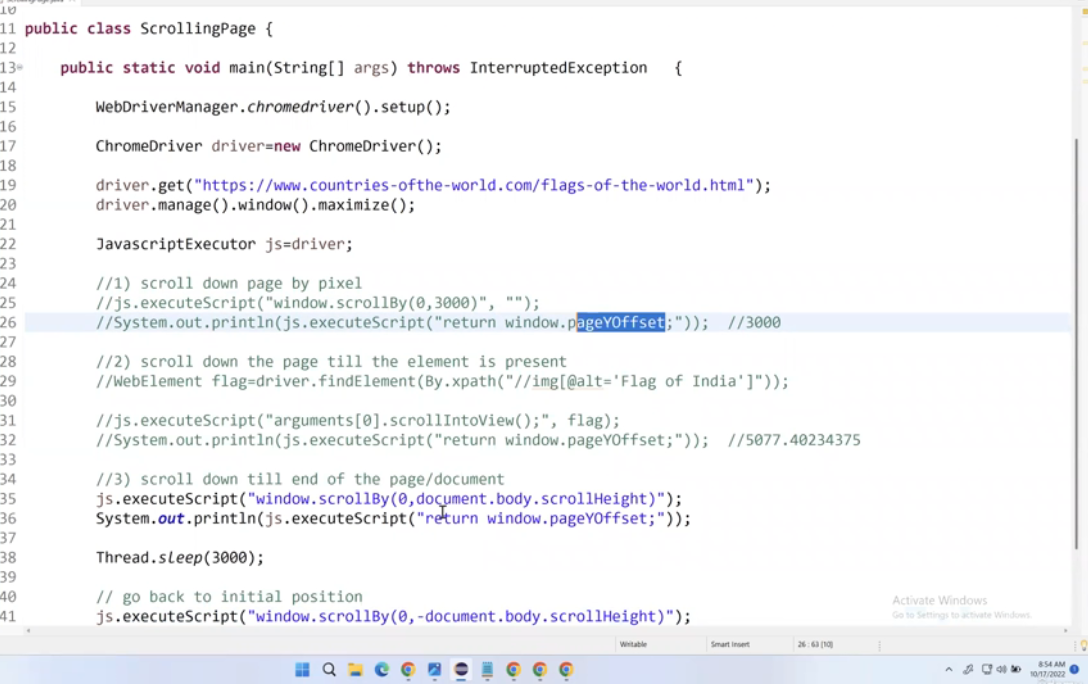 10
11 public class ScrollingPage {
12
13 public static void main(String[] args) throws InterruptedException {
14
15 WebDriverManager.chromedriver().setup();
16
17 ChromeDriver driver=new ChromeDriver();
18
19 driver.get("https://www.countries-ofthe-world.com/flags-of-the-world.html");
20 driver.manage().window().maximize();
21
22 JavascriptExecutor js=driver;
23
24 //1) scroll down page by pixel
25 //js.executeScript("window.scrollBy(0,3000)", "");
26 //System.out.println(js.executeScript("return window.pageYOffset;")); //3000
27
28 //2) scroll down the page till the element is present
29 //WebElement flag=driver.findElement(By.xpath("//img[@alt='Flag of India']"));
30
31 //js.executeScript("arguments[0].scrollIntoView();", flag);
32 //System.out.println(js.executeScript("return window.pageYOffset;")); //5077.40234375
33
34 //3) scroll down till end of the page/document
35 js.executeScript("window.scrollBy(0,document.body.scrollHeight)");
36 System.out.println(js.executeScript("return window.pageYOffset;"));
37
38 Thread.sleep(3000);
39
40 // go back to initial position
41 js.executeScript("window.scrollBy(0,-document.body.scrollHeight)");
Activate Windows
Go to Settings to activate Windows.
Writable Smart Insert 26 : 63 [10]
8:54 AM
10/17/2022